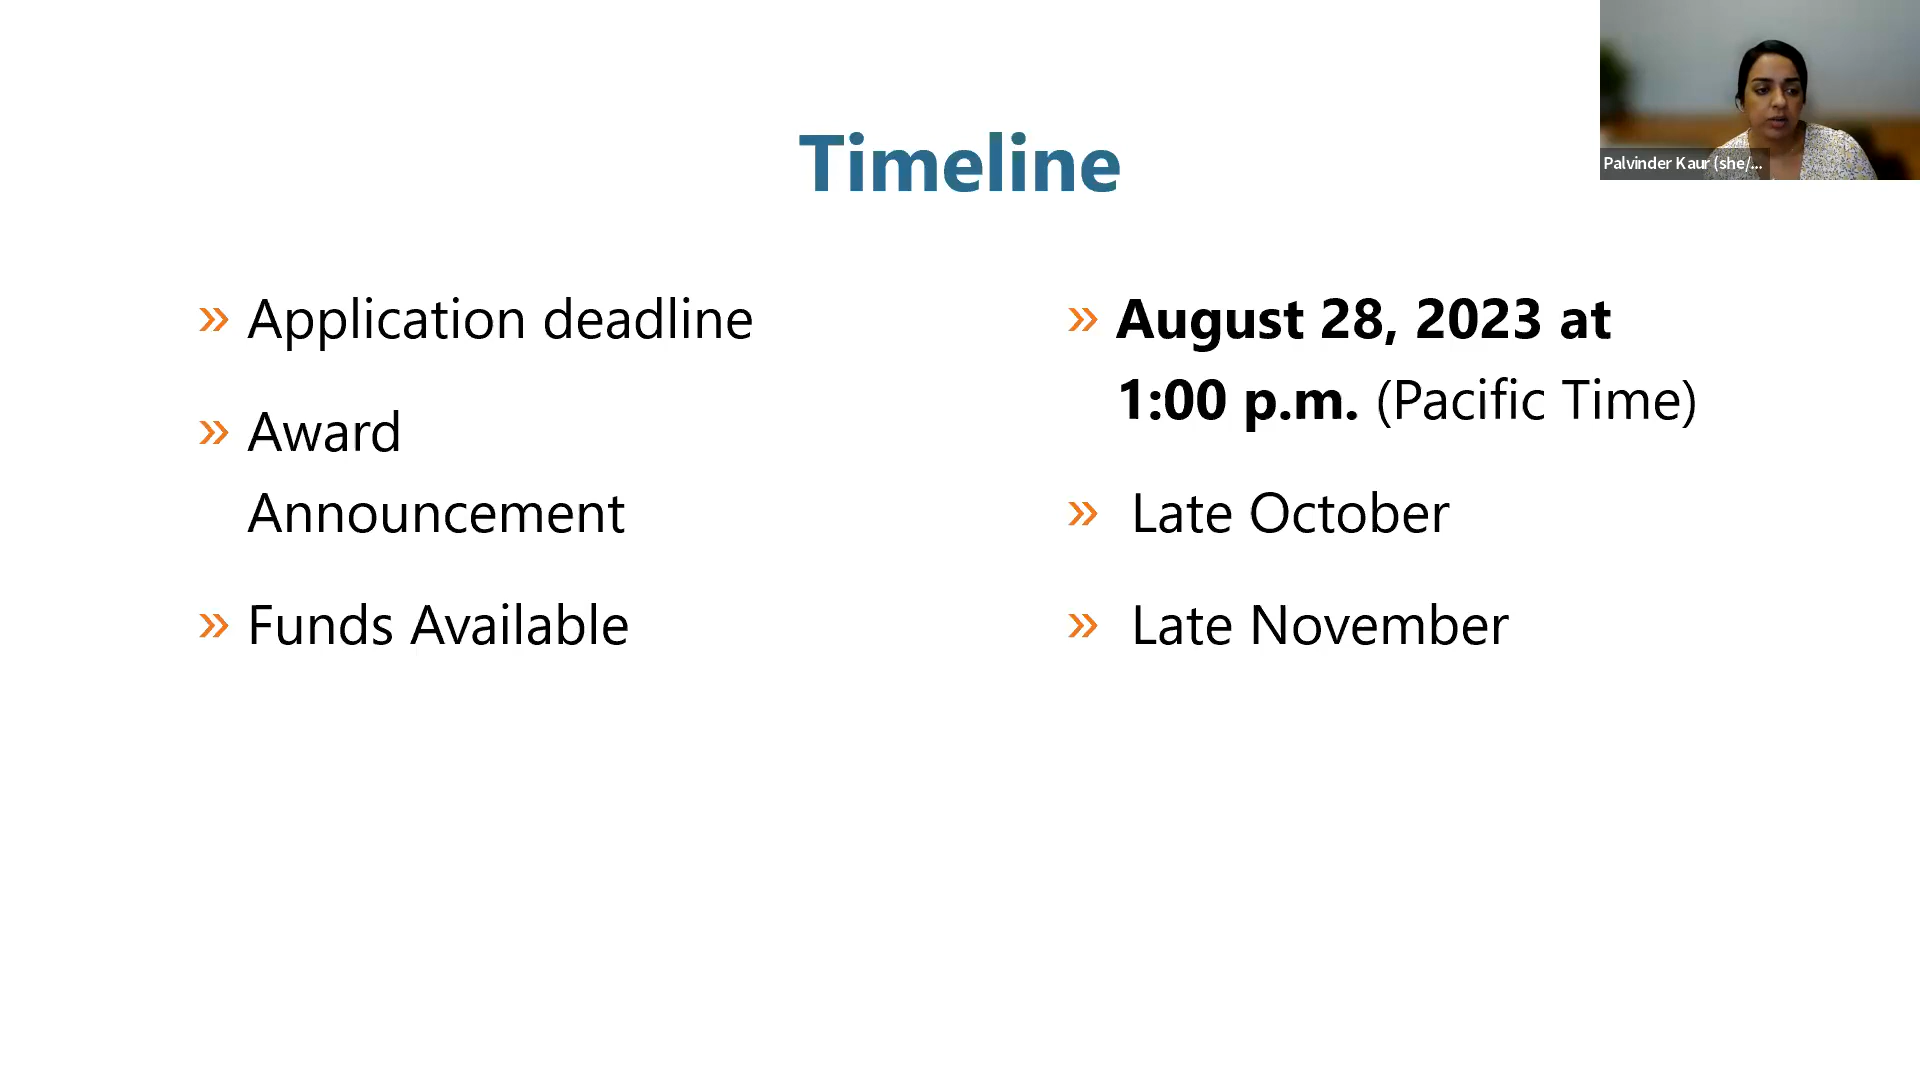 Timeline
» Application deadline
» Award
Announcement
» Funds Available
» August 28, 2023 at
1:00 p.m. (Pacific Time)
» Late October
» Late November
Palvinder Kaur (she/...